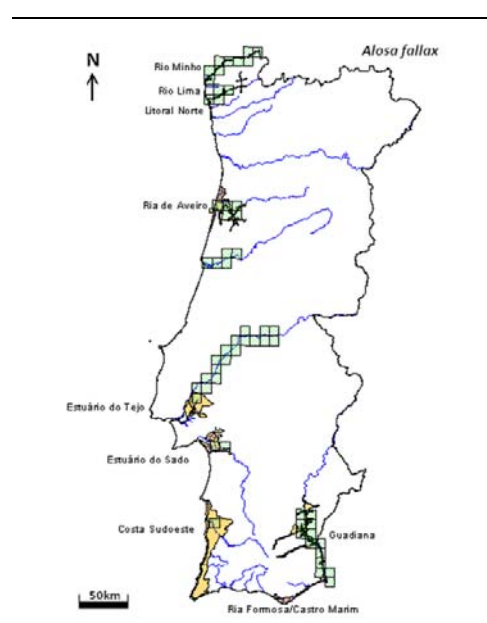 Alosa fallax
N
Rio Minho
Rio Lima
Litoral Norte
Ria de Aveiro
Estuário do Tejo
Estuário do Sado
Costa Sudoeste
Guadiana
50km
Ria Formosa/Castro Marim